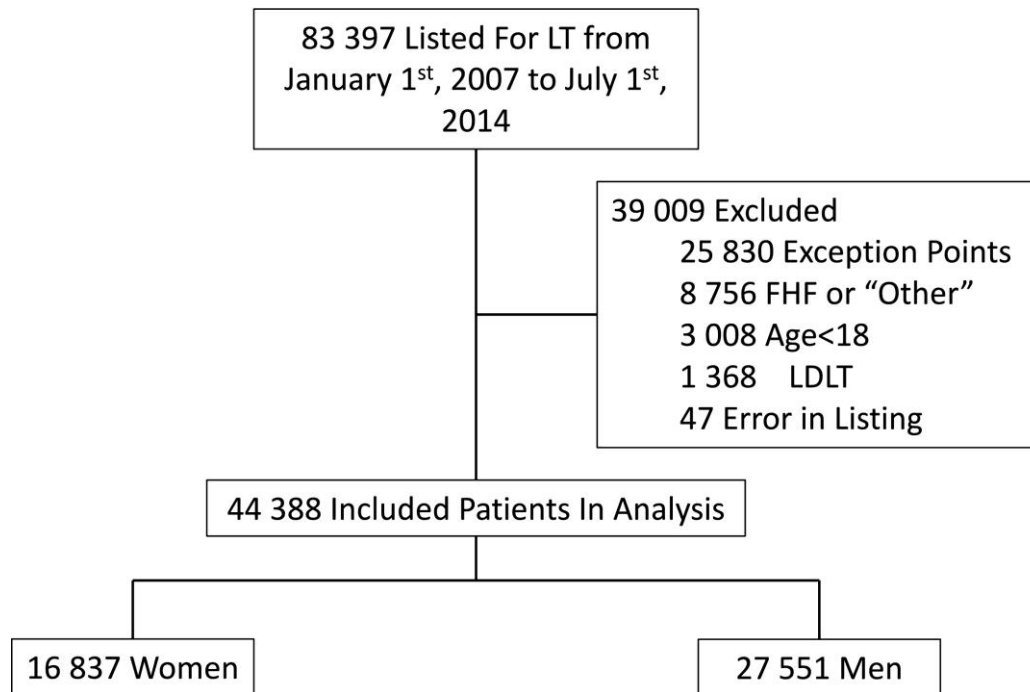 83 397 Listed For LT from
January 1st, 2007 to July 1st,
2014
39 009 Excluded
25 830 Exception Points
8 756 FHF or “Other”
3 008 Age<18
1 368 LDLT
47 Error in Listing
44 388 Included Patients In Analysis
16 837 Women
27 551 Men